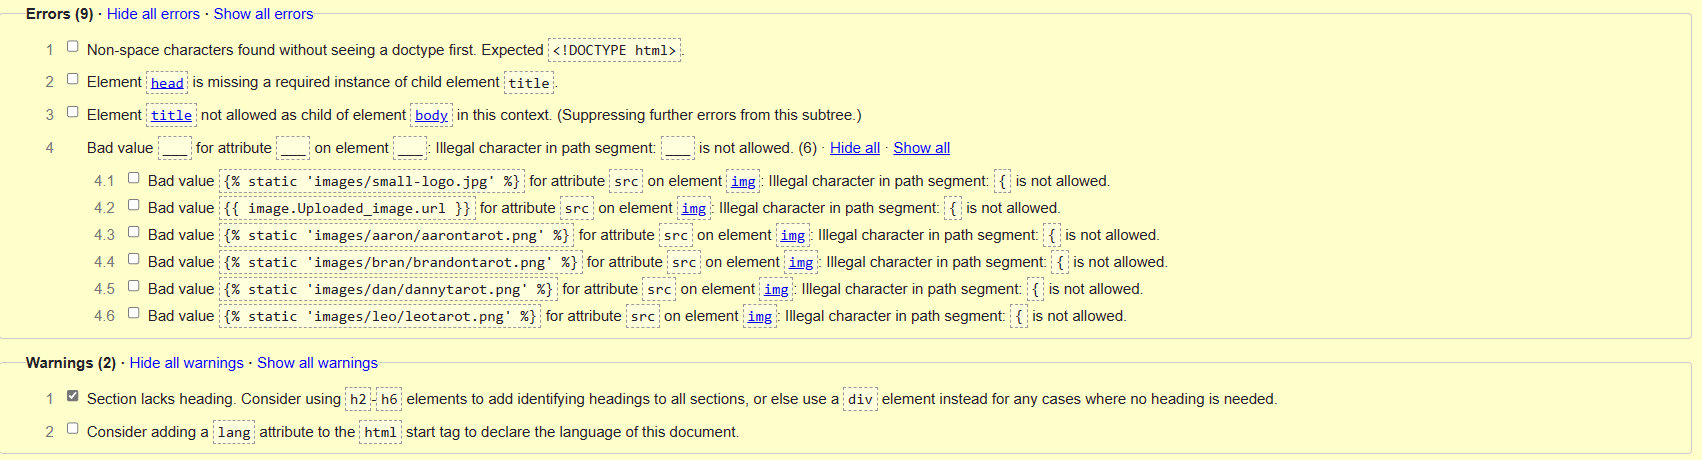 Errors (9) · Hide all errors · Show all errors
1 Non-space characters found without seeing a doctype first. Expected <!DOCTYPE html>.
2 Element head is missing a required instance of child element title.
3 Element title not allowed as child of element body in this context. (Suppressing further errors from this subtree.)
4 Bad value ___ for attribute ___ on element ___: Illegal character in path segment: ___ is not allowed. (6) · Hide all · Show all
4.1 Bad value {% static 'images/small-logo.jpg' %} for attribute src on element img: Illegal character in path segment: { is not allowed.
4.2 Bad value {{ image.Uploaded_image.url }} for attribute src on element img: Illegal character in path segment: { is not allowed.
4.3 Bad value {% static 'images/aaron/aarontarot.png' %} for attribute src on element img: Illegal character in path segment: { is not allowed.
4.4 Bad value {% static 'images/bran/brandontarot.png' %} for attribute src on element img: Illegal character in path segment: { is not allowed.
4.5 Bad value {% static 'images/dan/dannytarot.png' %} for attribute src on element img: Illegal character in path segment: { is not allowed.
4.6 Bad value {% static 'images/leo/leotarot.png' %} for attribute src on element img: Illegal character in path segment: { is not allowed.
Warnings (2) · Hide all warnings · Show all warnings
1 Section lacks heading. Consider using h2-h6 elements to add identifying headings to all sections, or else use a div element instead for any cases where no heading is needed.
2 Consider adding a lang attribute to the html start tag to declare the language of this document.